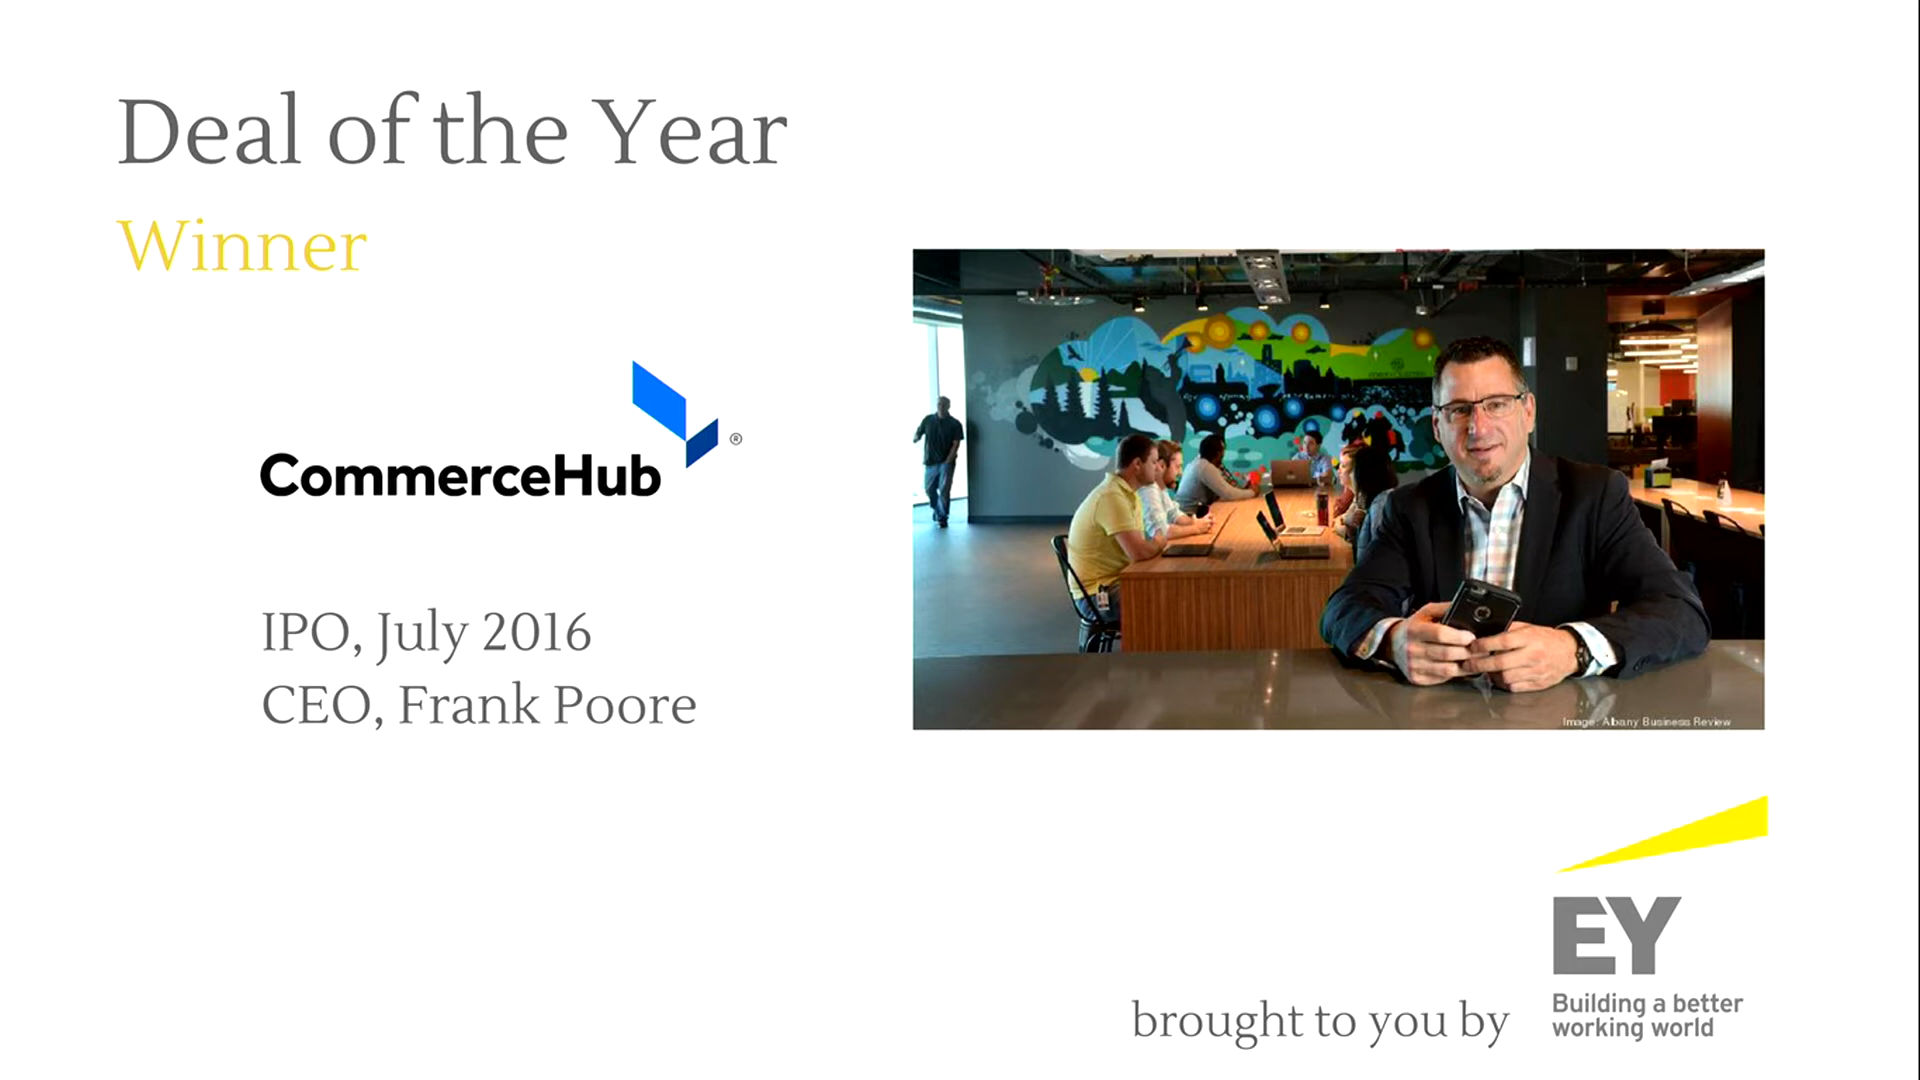 Deal of the Year
Winner
CommerceHub®
IPO, July 2016
CEO, Frank Poore
Image: Albany Business Review
brought to you by
EY
Building a better
working world